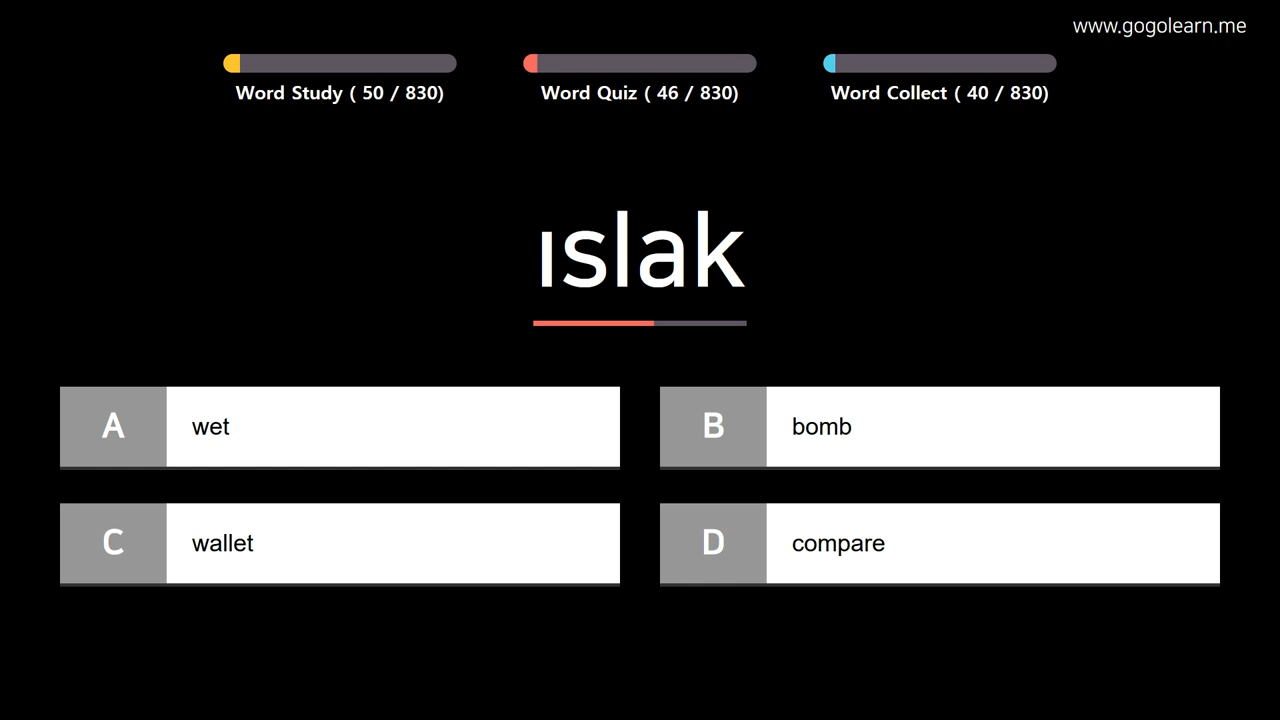 www.gogolearn.me
Word Study ( 50 / 830)
Word Quiz ( 46 / 830)
Word Collect ( 40 / 830)
ıslak
A wet
B bomb
C wallet
D compare